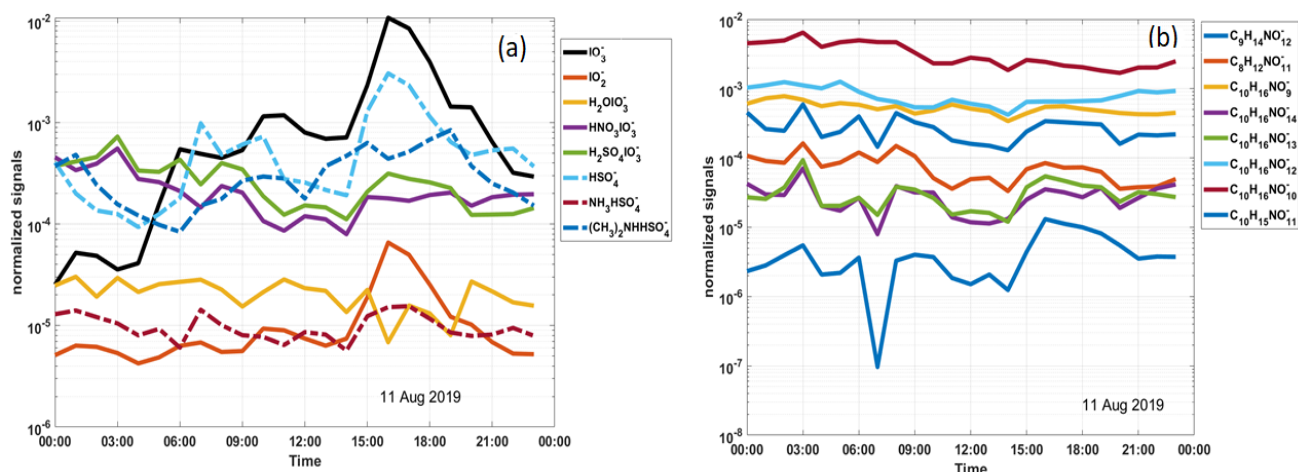 (a)
normalized signals
10⁻²
10⁻³
10⁻⁴
10⁻⁵
10⁻⁶
00:00 03:00 06:00 09:00 12:00 15:00 18:00 21:00 00:00
Time
11 Aug 2019
IO₃⁻
IO₂⁻
H₂OIO₃⁻
HNO₃IO₃⁻
H₂SO₄IO₃⁻
HSO₄⁻
NH₃HSO₄⁻
(CH₃)₂NHHSO₄⁻
(b)
normalized signals
10⁻²
10⁻³
10⁻⁴
10⁻⁵
10⁻⁶
10⁻⁷
10⁻⁸
00:00 03:00 06:00 09:00 12:00 15:00 18:00 21:00 00:00
Time
11 Aug 2019
C₉H₁₄NO₁₂⁻
C₈H₁₂NO₁₁⁻
C₁₀H₁₆NO₉⁻
C₁₀H₁₆NO₁₄⁻
C₁₀H₁₆NO₁₃⁻
C₁₀H₁₆NO₁₂⁻
C₁₀H₁₆NO₁₀⁻
C₁₀H₁₅NO₁₁⁻